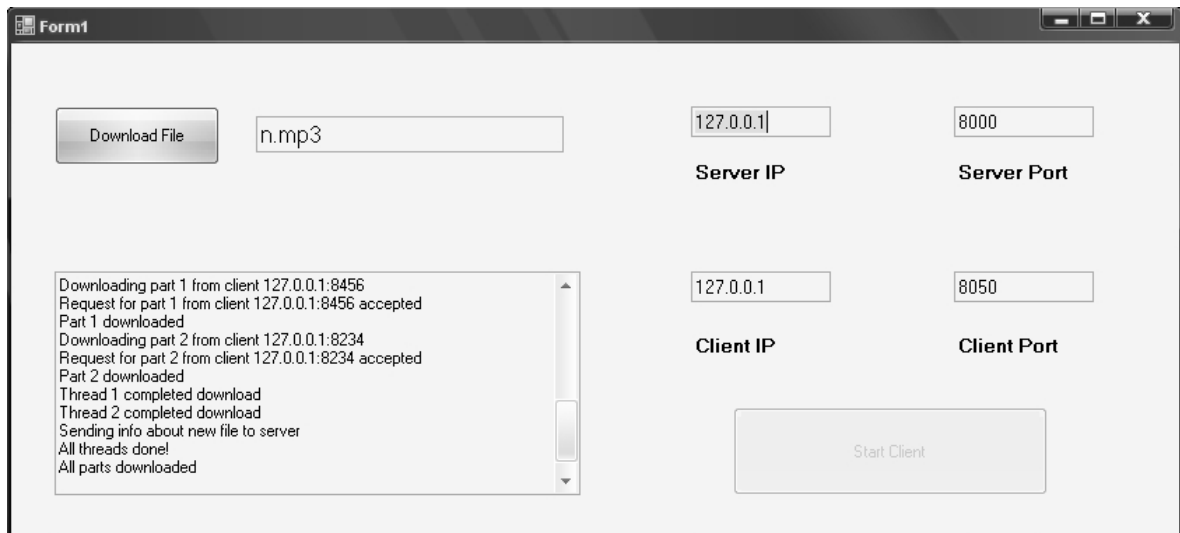 Form1
Download File
n.mp3
127.0.0.1
8000
Server IP
Server Port
Downloading part 1 from client 127.0.0.1:8456
Request for part 1 from client 127.0.0.1:8456 accepted
Part 1 downloaded
Downloading part 2 from client 127.0.0.1:8234
Request for part 2 from client 127.0.0.1:8234 accepted
Part 2 downloaded
Thread 1 completed download
Thread 2 completed download
Sending info about new file to server
All threads done!
All parts downloaded
127.0.0.1
8050
Client IP
Client Port
Start Client